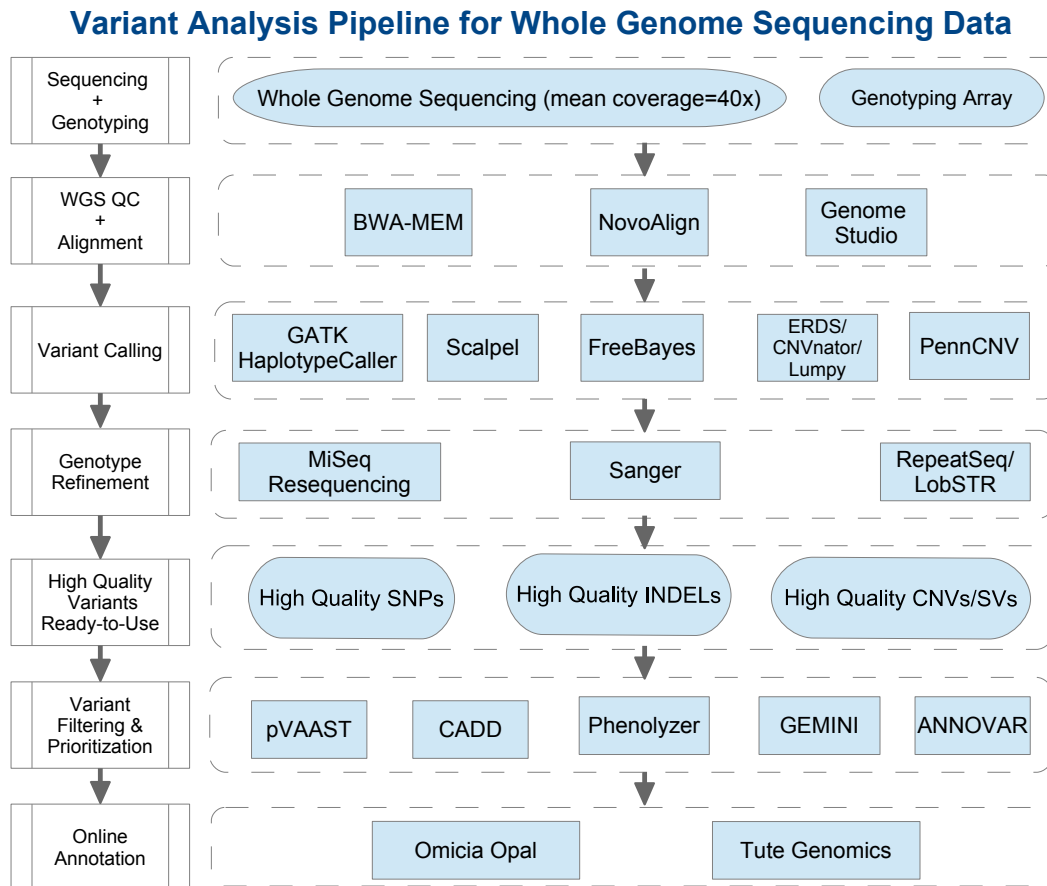 Variant Analysis Pipeline for Whole Genome Sequencing Data
Sequencing
+
Genotyping
Whole Genome Sequencing (mean coverage=40x)
Genotyping Array
WGS QC
+
Alignment
BWA-MEM
NovoAlign
Genome
Studio
Variant Calling
GATK
HaplotypeCaller
Scalpel
FreeBayes
ERDS/
CNVnator/
Lumpy
PennCNV
Genotype
Refinement
MiSeq
Resequencing
Sanger
RepeatSeq/
LobSTR
High Quality
Variants
Ready-to-Use
High Quality SNPs
High Quality INDELs
High Quality CNVs/SVs
Variant
Filtering &
Prioritization
pVAAST
CADD
Phenolyzer
GEMINI
ANNOVAR
Online
Annotation
Omicia Opal
Tute Genomics